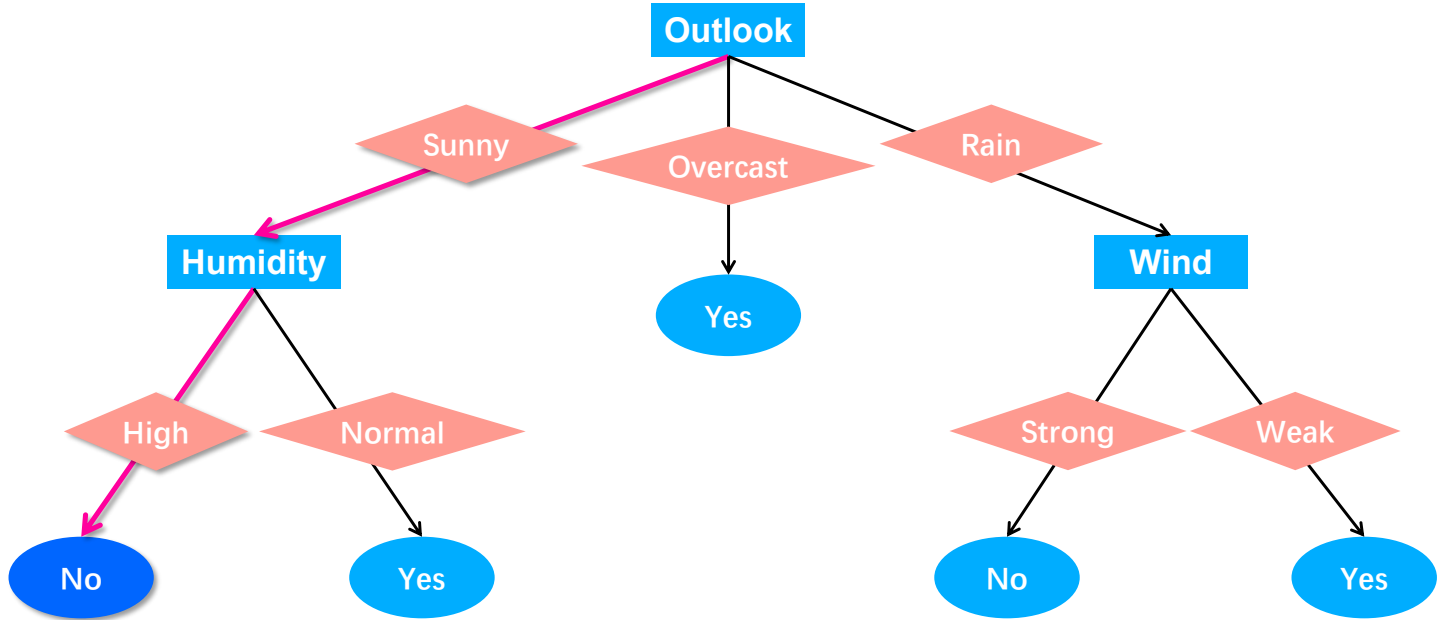 Outlook
Sunny
Overcast
Rain
Humidity
Yes
Wind
High
Normal
Strong
Weak
No
Yes
No
Yes